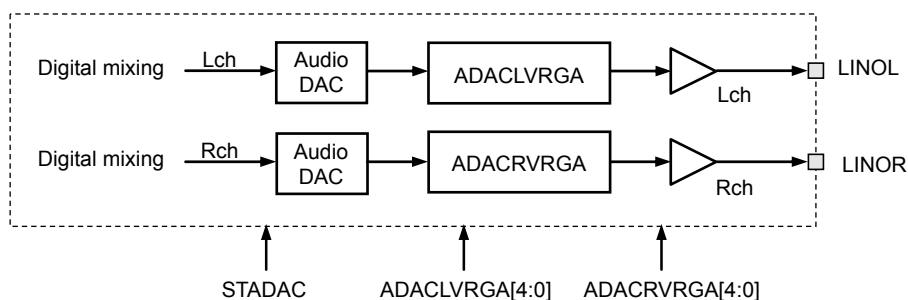 Digital mixing
Lch
Audio
DAC
ADACLVRGA
Lch
LINOL
Digital mixing
Rch
Audio
DAC
ADACRVRGA
Rch
LINOR
STADAC
ADACLVRGA[4:0]
ADACRVRGA[4:0]